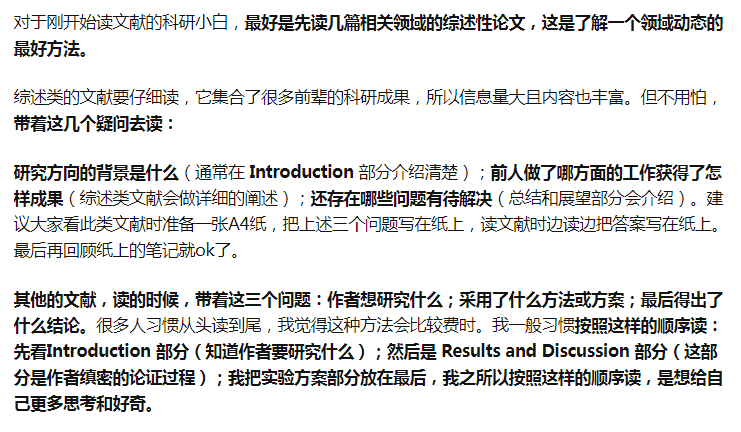 对于刚开始读文献的科研小白，最好是先读几篇相关领域的综述性论文，这是了解一个领域动态的
最好方法。
综述类的文献要仔细读，它集合了很多前辈的科研成果，所以信息量大且内容也丰富。但不用怕，
带着这几个疑问去读：
研究方向的背景是什么（通常在 Introduction 部分介绍清楚）；前人做了哪方面的工作获得了怎
样成果（综述类文献会做详细的阐述）；还存在哪些问题有待解决（总结和展望部分会介绍）。建
议大家看此类文献时准备一张A4纸，把上述三个问题写在纸上，读文献时边读边把答案写在纸上。
最后再回顾纸上的笔记就ok了。
其他的文献，读的时候，带着这三个问题：作者想研究什么；采用了什么方法或方案；最后得出了
什么结论。很多人习惯从头读到尾，我觉得这种方法会比较费时。我一般习惯按照这样的顺序读：
先看Introduction 部分（知道作者要研究什么）；然后是 Results and Discussion 部分（这部
分是作者缜密的论证过程）；我把实验方案部分放在最后，我之所以按照这样的顺序读，是想给自
己更多思考和好奇。